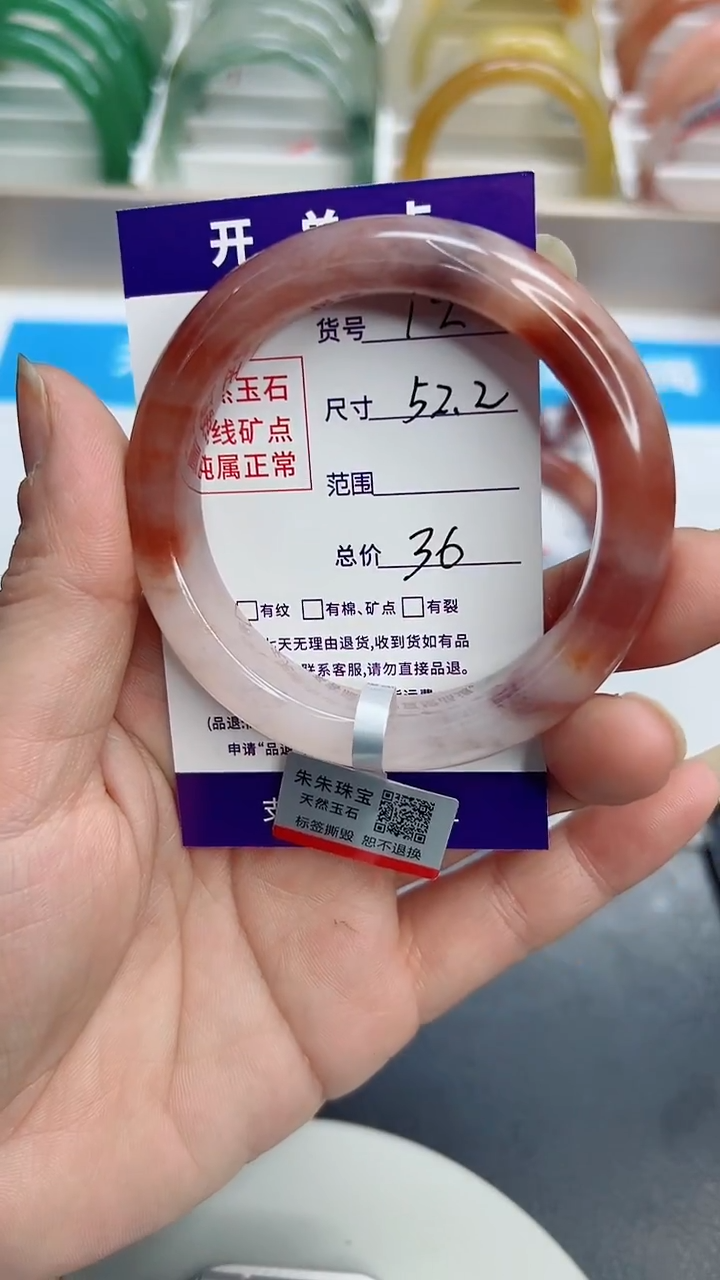 开
货号 12
玉石
线矿点
纯属正常
尺寸 52.2
范围
总价 36
有纹 有棉、矿点 有裂
天无理由退货,收到货如有品
联系客服,请勿直接品退。
(品退
申请“品退
朱朱珠宝
天然玉石
标签撕毁 恕不退换